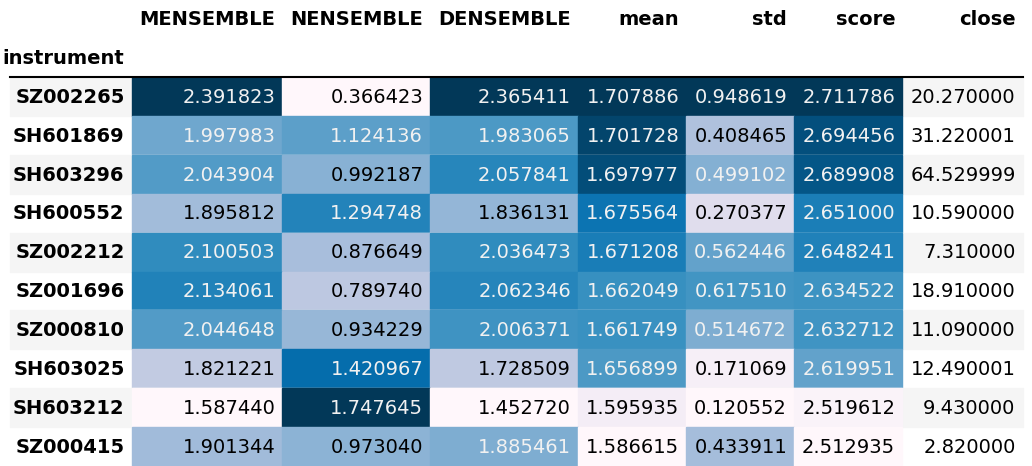 MENSEMBLE NENSEMBLE DENSEMBLE mean std score close
instrument
SZ002265 2.391823 0.366423 2.365411 1.707886 0.948619 2.711786 20.270000
SH601869 1.997983 1.124136 1.983065 1.701728 0.408465 2.694456 31.220001
SH603296 2.043904 0.992187 2.057841 1.697977 0.499102 2.689908 64.529999
SH600552 1.895812 1.294748 1.836131 1.675564 0.270377 2.651000 10.590000
SZ002212 2.100503 0.876649 2.036473 1.671208 0.562446 2.648241 7.310000
SZ001696 2.134061 0.789740 2.062346 1.662049 0.617510 2.634522 18.910000
SZ000810 2.044648 0.934229 2.006371 1.661749 0.514672 2.632712 11.090000
SH603025 1.821221 1.420967 1.728509 1.656899 0.171069 2.619951 12.490001
SH603212 1.587440 1.747645 1.452720 1.595935 0.120552 2.519612 9.430000
SZ000415 1.901344 0.973040 1.885461 1.586615 0.433911 2.512935 2.820000